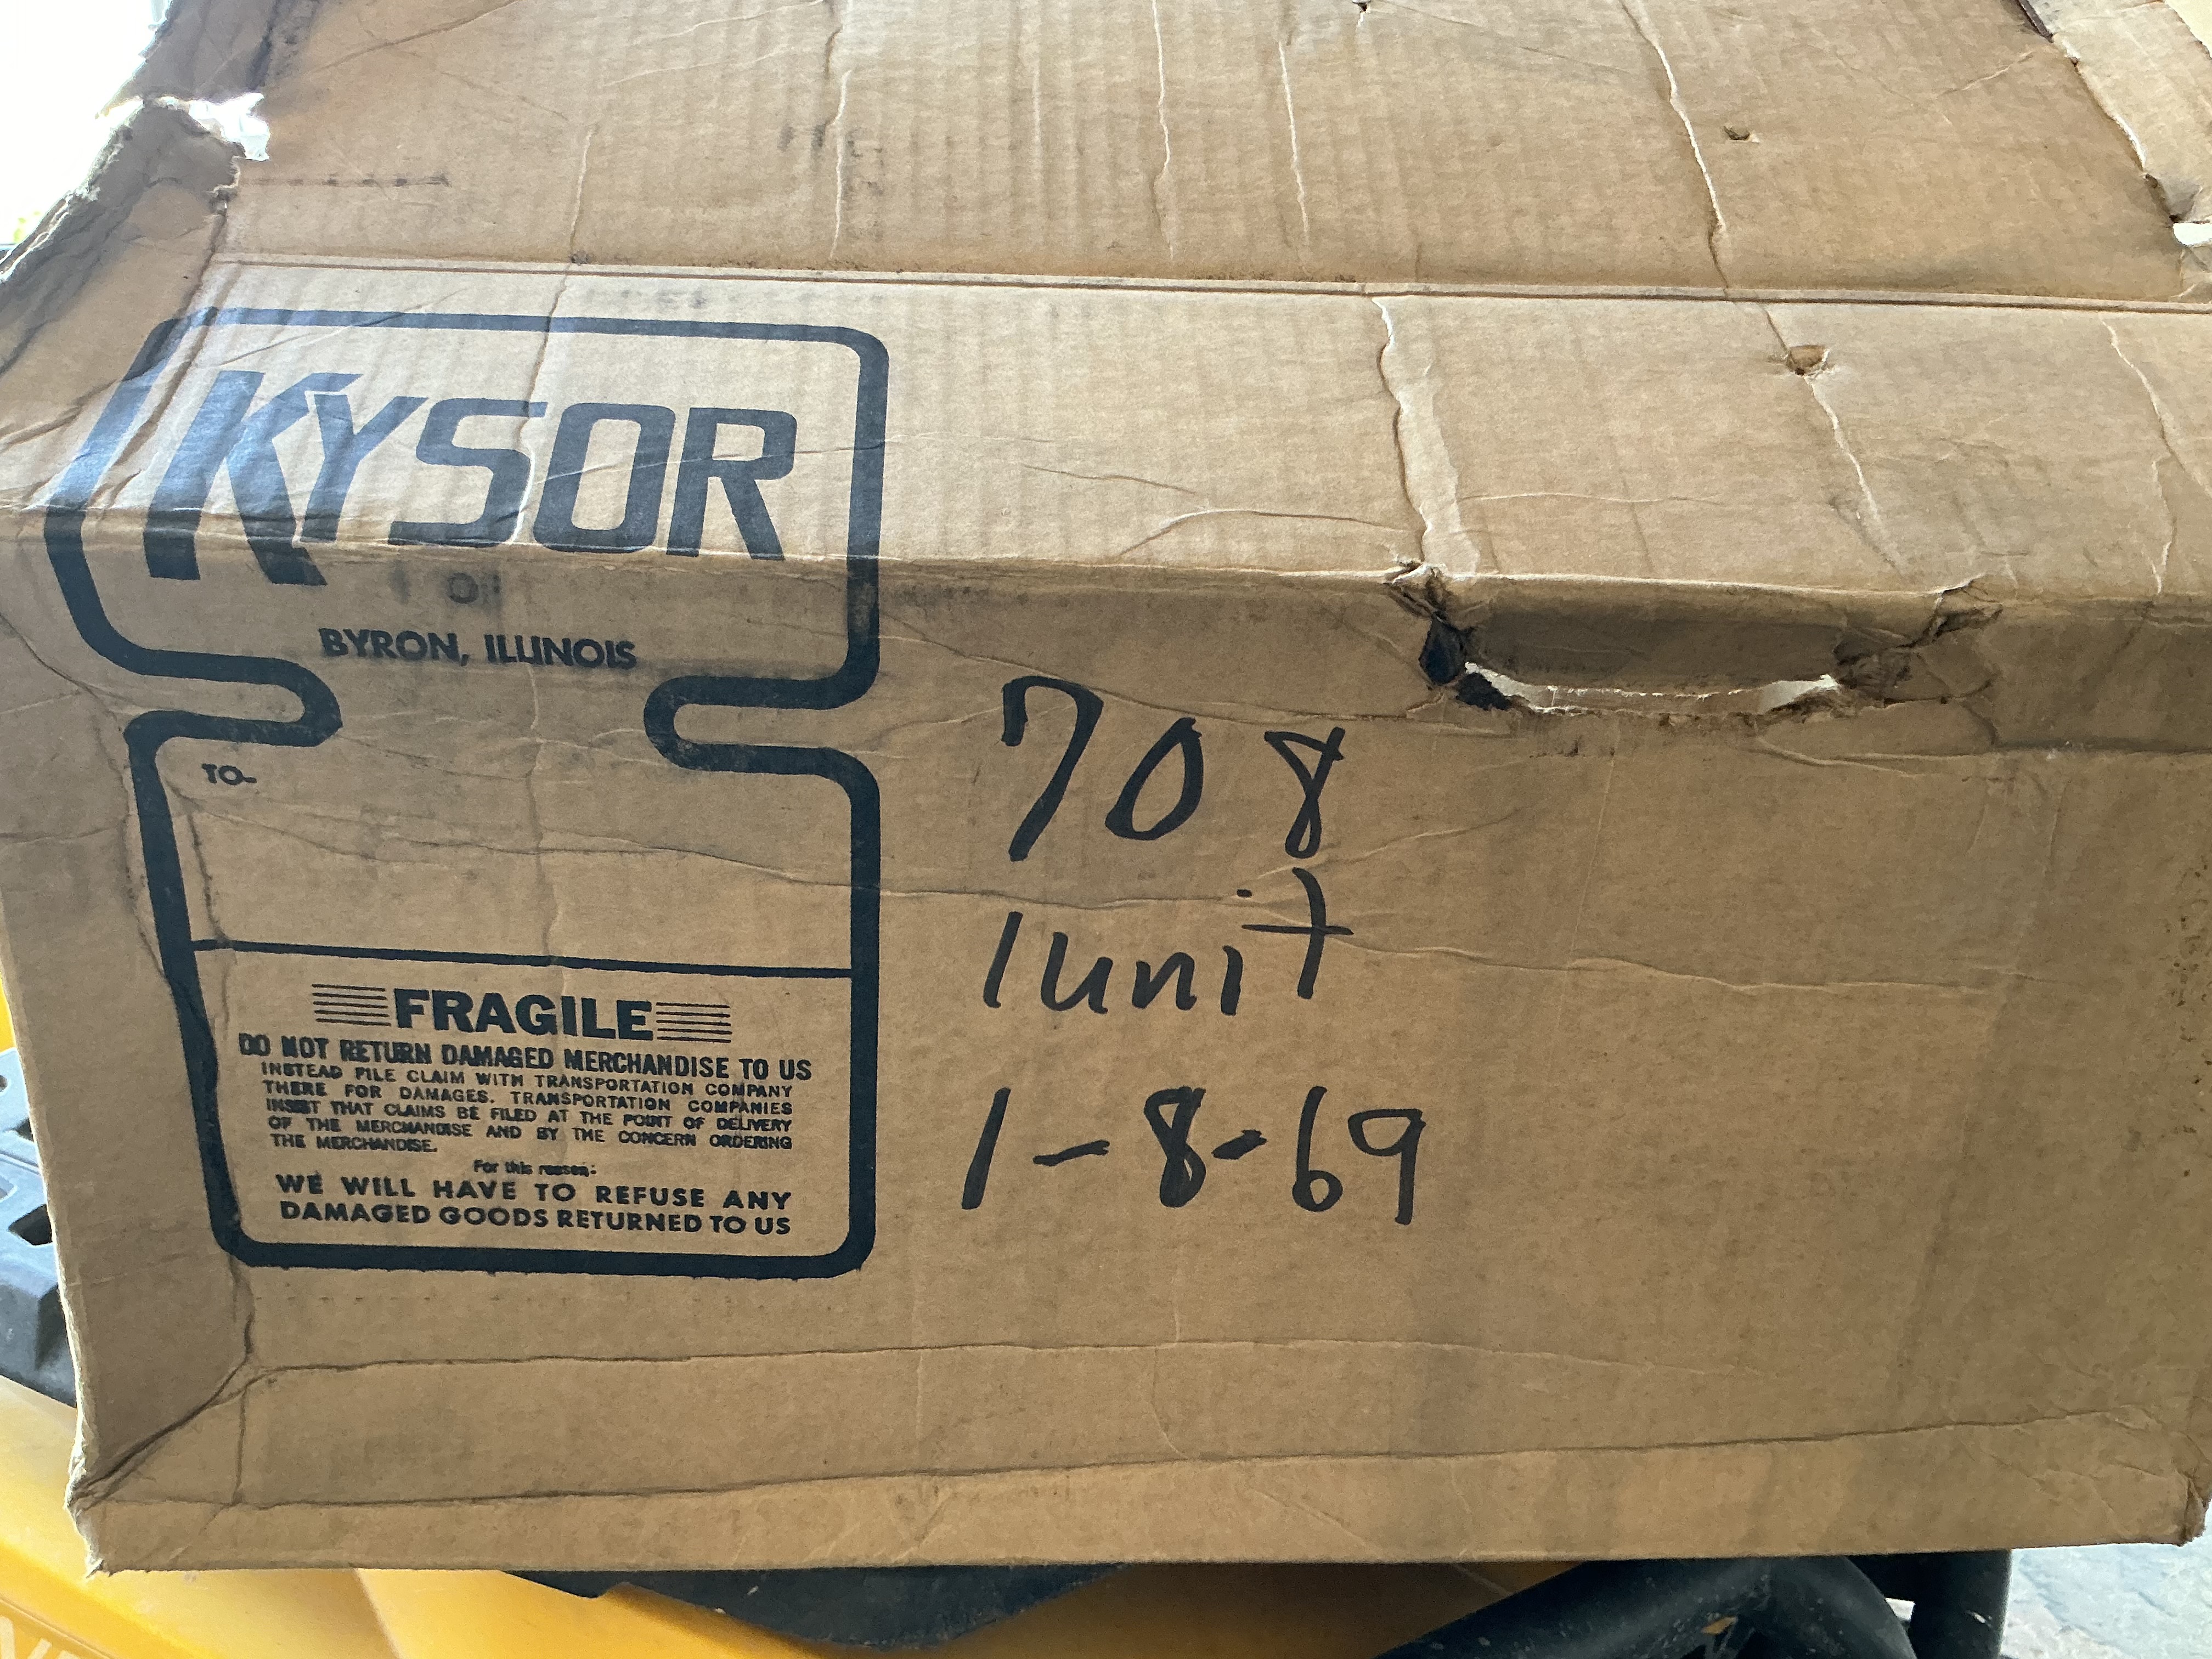 KYSOR
OF
BYRON, ILLINOIS
TO-
708
1 unit
1-8-69
FRAGILE
DO NOT RETURN DAMAGED MERCHANDISE TO US
INSTEAD FILE CLAIM WITH TRANSPORTATION COMPANY
THERE FOR DAMAGES. TRANSPORTATION COMPANIES
INSIST THAT CLAIMS BE FILED AT THE POINT OF DELIVERY
OF THE MERCHANDISE AND BY THE CONCERN ORDERING
THE MERCHANDISE.
For this reason:
WE WILL HAVE TO REFUSE ANY
DAMAGED GOODS RETURNED TO US